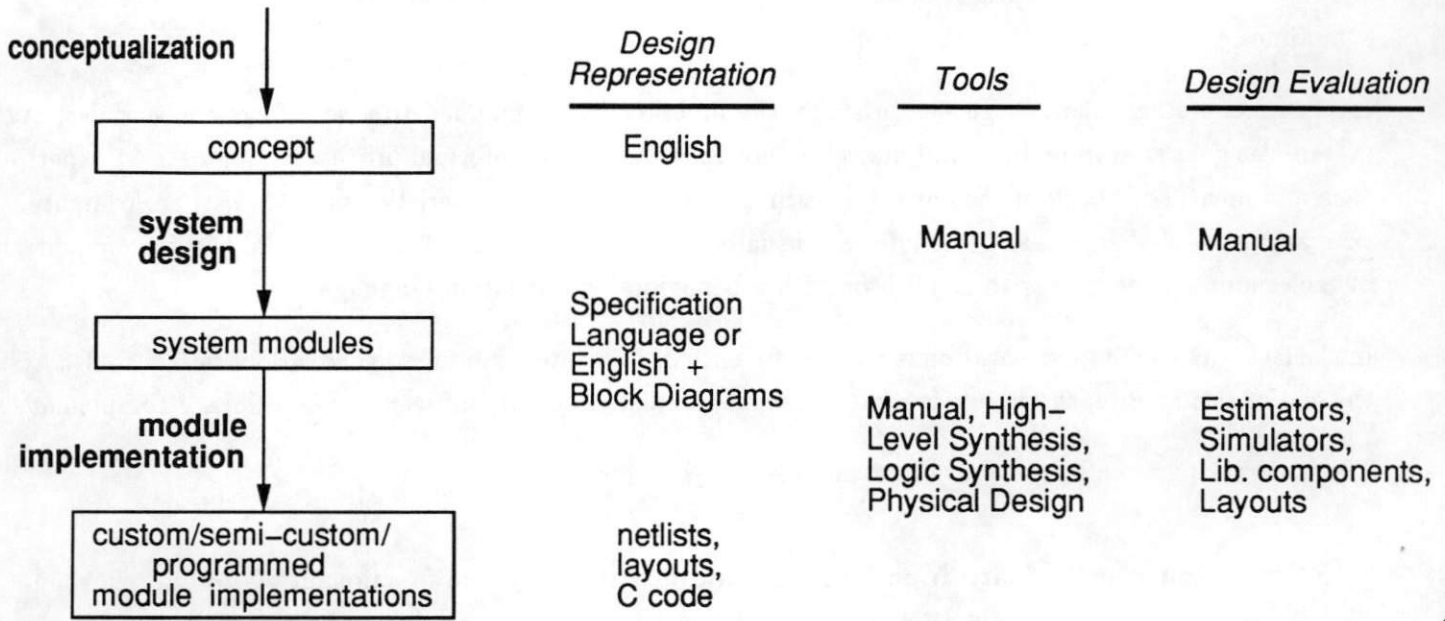 conceptualization
Design
Representation
Tools
Design Evaluation
concept
English
system
design
Manual
Manual
system modules
Specification
Language or
English +
Block Diagrams
module
implementation
Manual, High–
Level Synthesis,
Logic Synthesis,
Physical Design
Estimators,
Simulators,
Lib. components,
Layouts
custom/semi–custom/
programmed
module implementations
netlists,
layouts,
C code